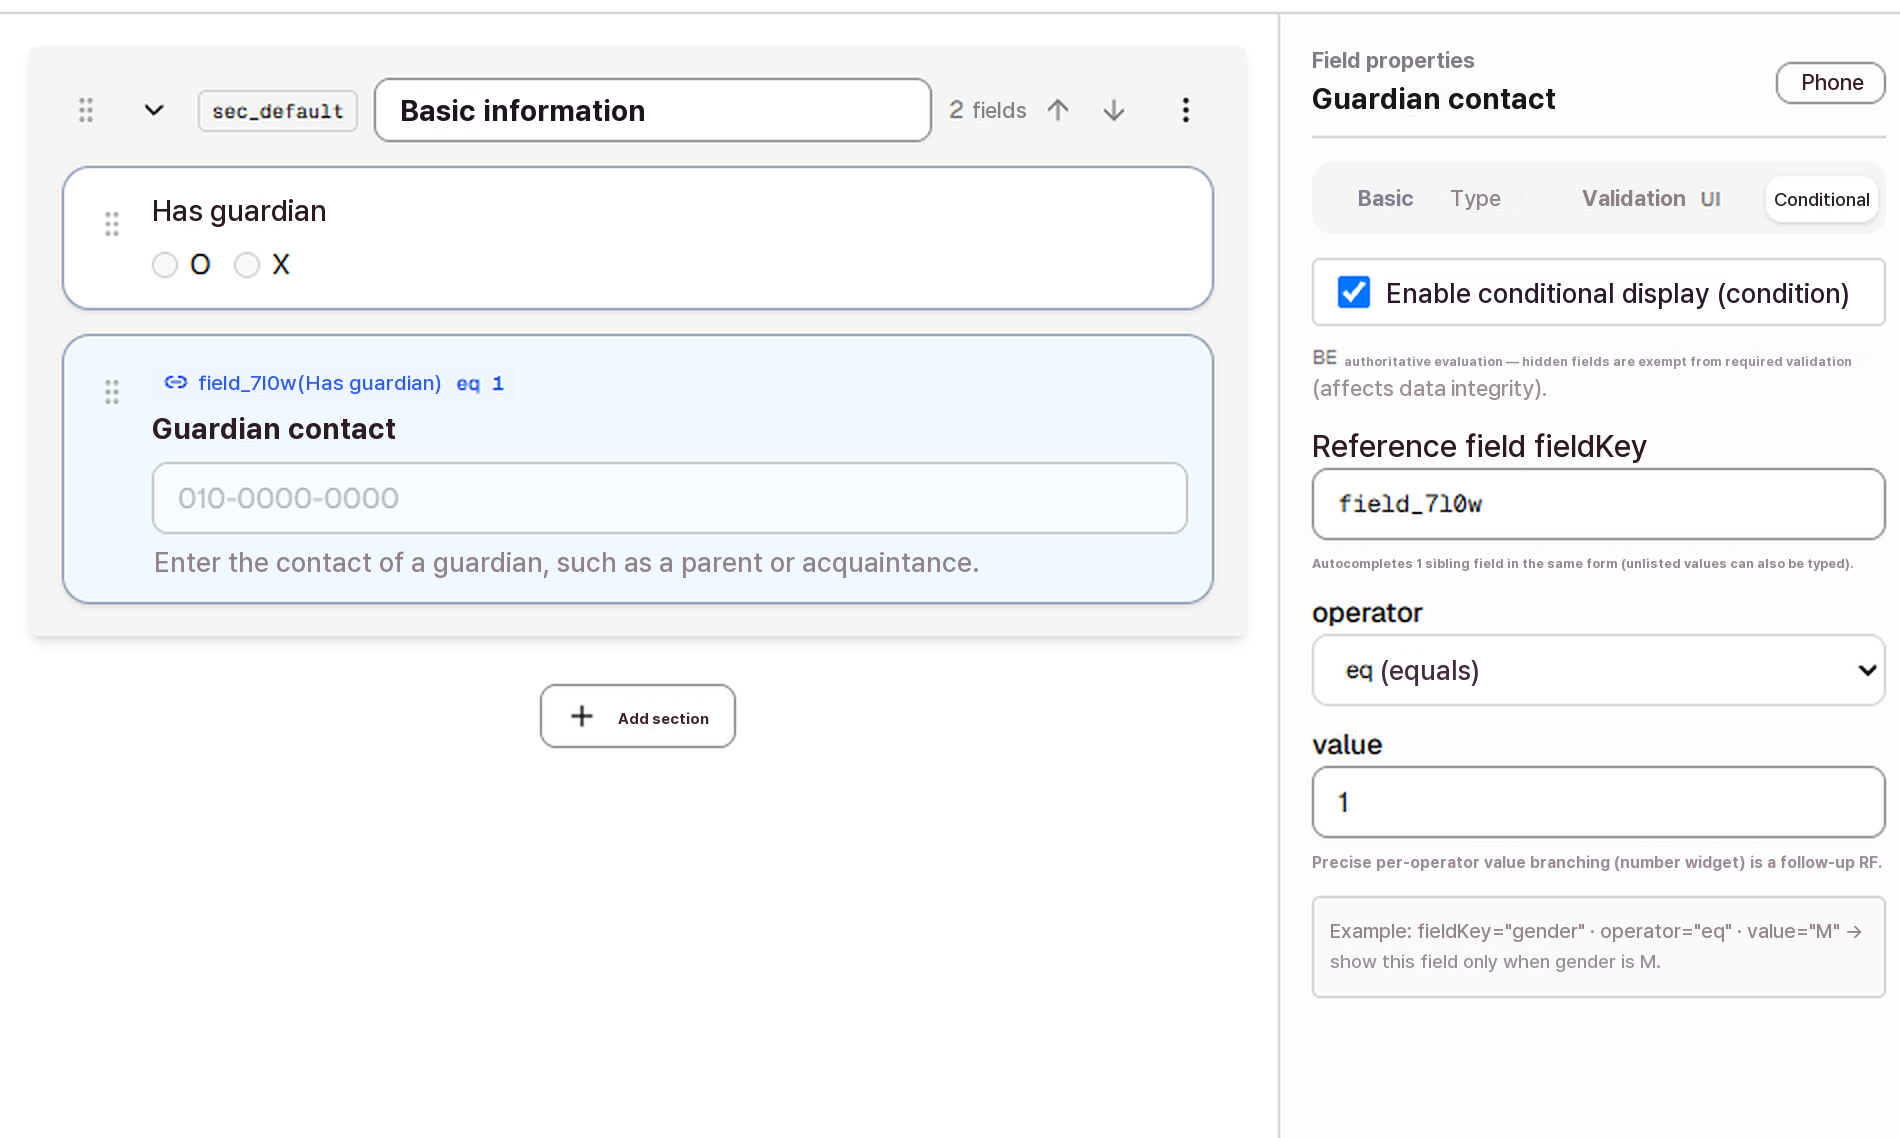 sec_default
Basic information
2 fields
Has guardian
O X
field_7l0w(Has guardian) eq 1
Guardian contact
010-0000-0000
Enter the contact of a guardian, such as a parent or acquaintance.
Add section
Field properties
Guardian contact
Phone
Basic Type Validation UI Conditional
Enable conditional display (condition)
BE authoritative evaluation — hidden fields are exempt from required validation
(affects data integrity).
Reference field fieldKey
field_7l0w
Autocompletes 1 sibling field in the same form (unlisted values can also be typed).
operator
eq (equals)
value
1
Precise per-operator value branching (number widget) is a follow-up RF.
Example: fieldKey="gender" · operator="eq" · value="M" →
show this field only when gender is M.